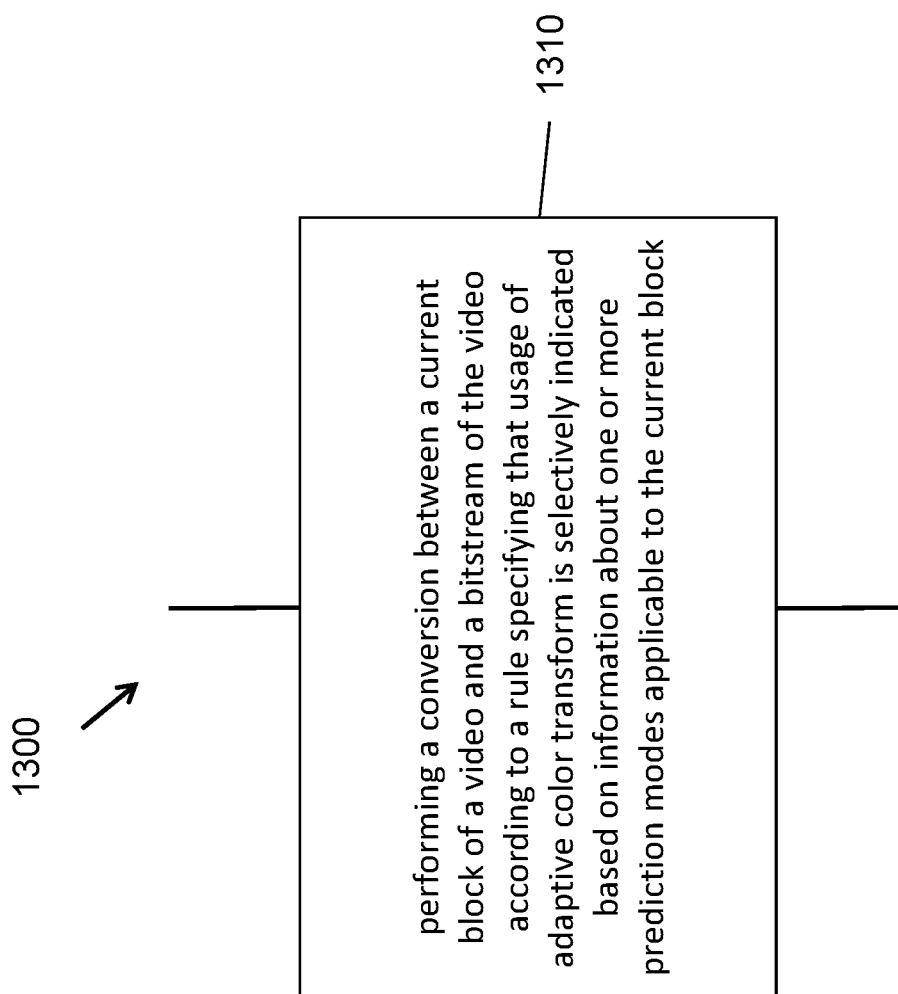 1300
performing a conversion between a current
block of a video and a bitstream of the video
according to a rule specifying that usage of
adaptive color transform is selectively indicated
based on information about one or more
prediction modes applicable to the current block
1310